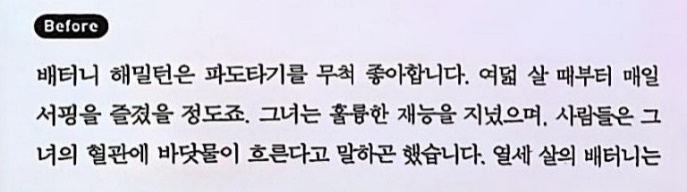 Before
배터니 해밀턴은 파도타기를 무척 좋아합니다. 여덟 살 때부터 매일
서핑을 즐겼을 정도죠. 그녀는 훌륭한 재능을 지녔으며, 사람들은 그
녀의 혈관에 바닷물이 흐른다고 말하곤 했습니다. 열세 살의 배터니는